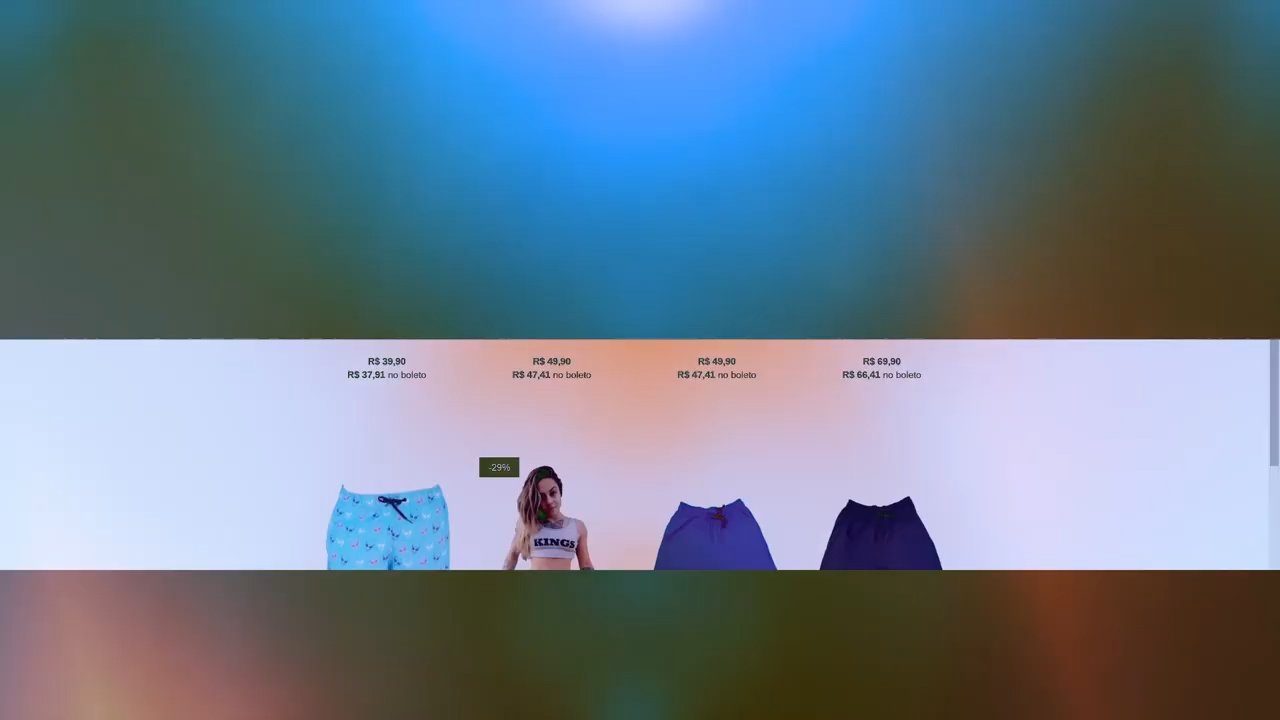 R$ 39,90 R$ 49,90 R$ 49,90 R$ 69,90
R$ 37,91 no boleto R$ 47,41 no boleto R$ 47,41 no boleto R$ 66,41 no boleto
-29%
KINGS